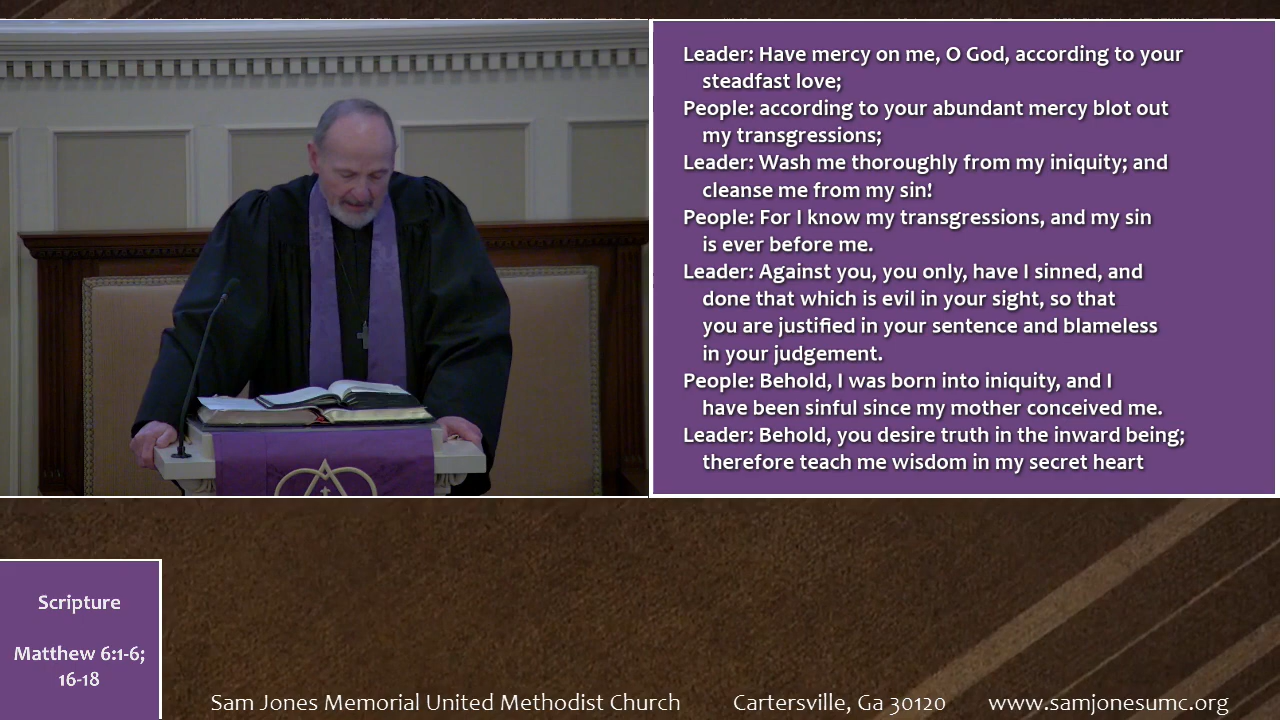 Leader: Have mercy on me, O God, according to your
steadfast love;
People: according to your abundant mercy blot out
my transgressions;
Leader: Wash me thoroughly from my iniquity; and
cleanse me from my sin!
People: For I know my transgressions, and my sin
is ever before me.
Leader: Against you, you only, have I sinned, and
done that which is evil in your sight, so that
you are justified in your sentence and blameless
in your judgement.
People: Behold, I was born into iniquity, and I
have been sinful since my mother conceived me.
Leader: Behold, you desire truth in the inward being;
therefore teach me wisdom in my secret heart
Scripture
Matthew 6:1-6;
16-18
Sam Jones Memorial United Methodist Church Cartersville, Ga 30120 www.samjonesumc.org